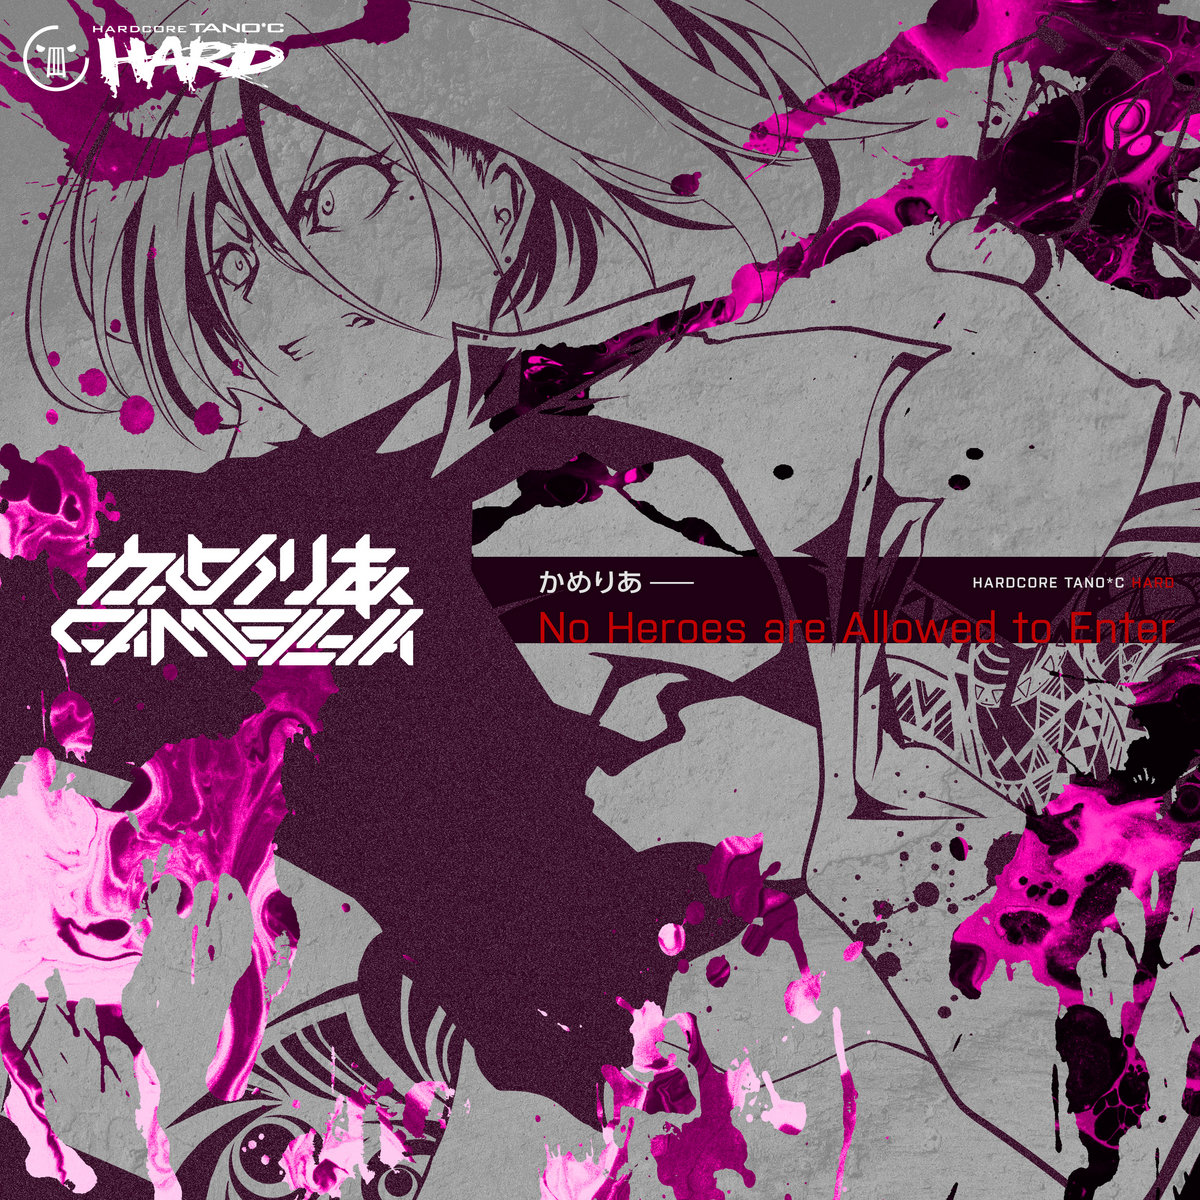 HARDCORE TANO*C
HARD
かめりあ
CAMELLIA
かめりあ ──
HARDCORE TANO*C HARD
No Heroes are Allowed to Enter